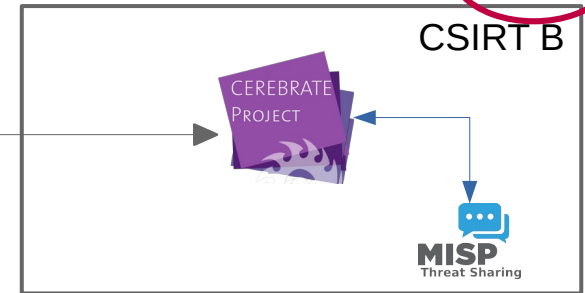 CSIRT B
CEREBRATE
PROJECT
MISP
Threat Sharing